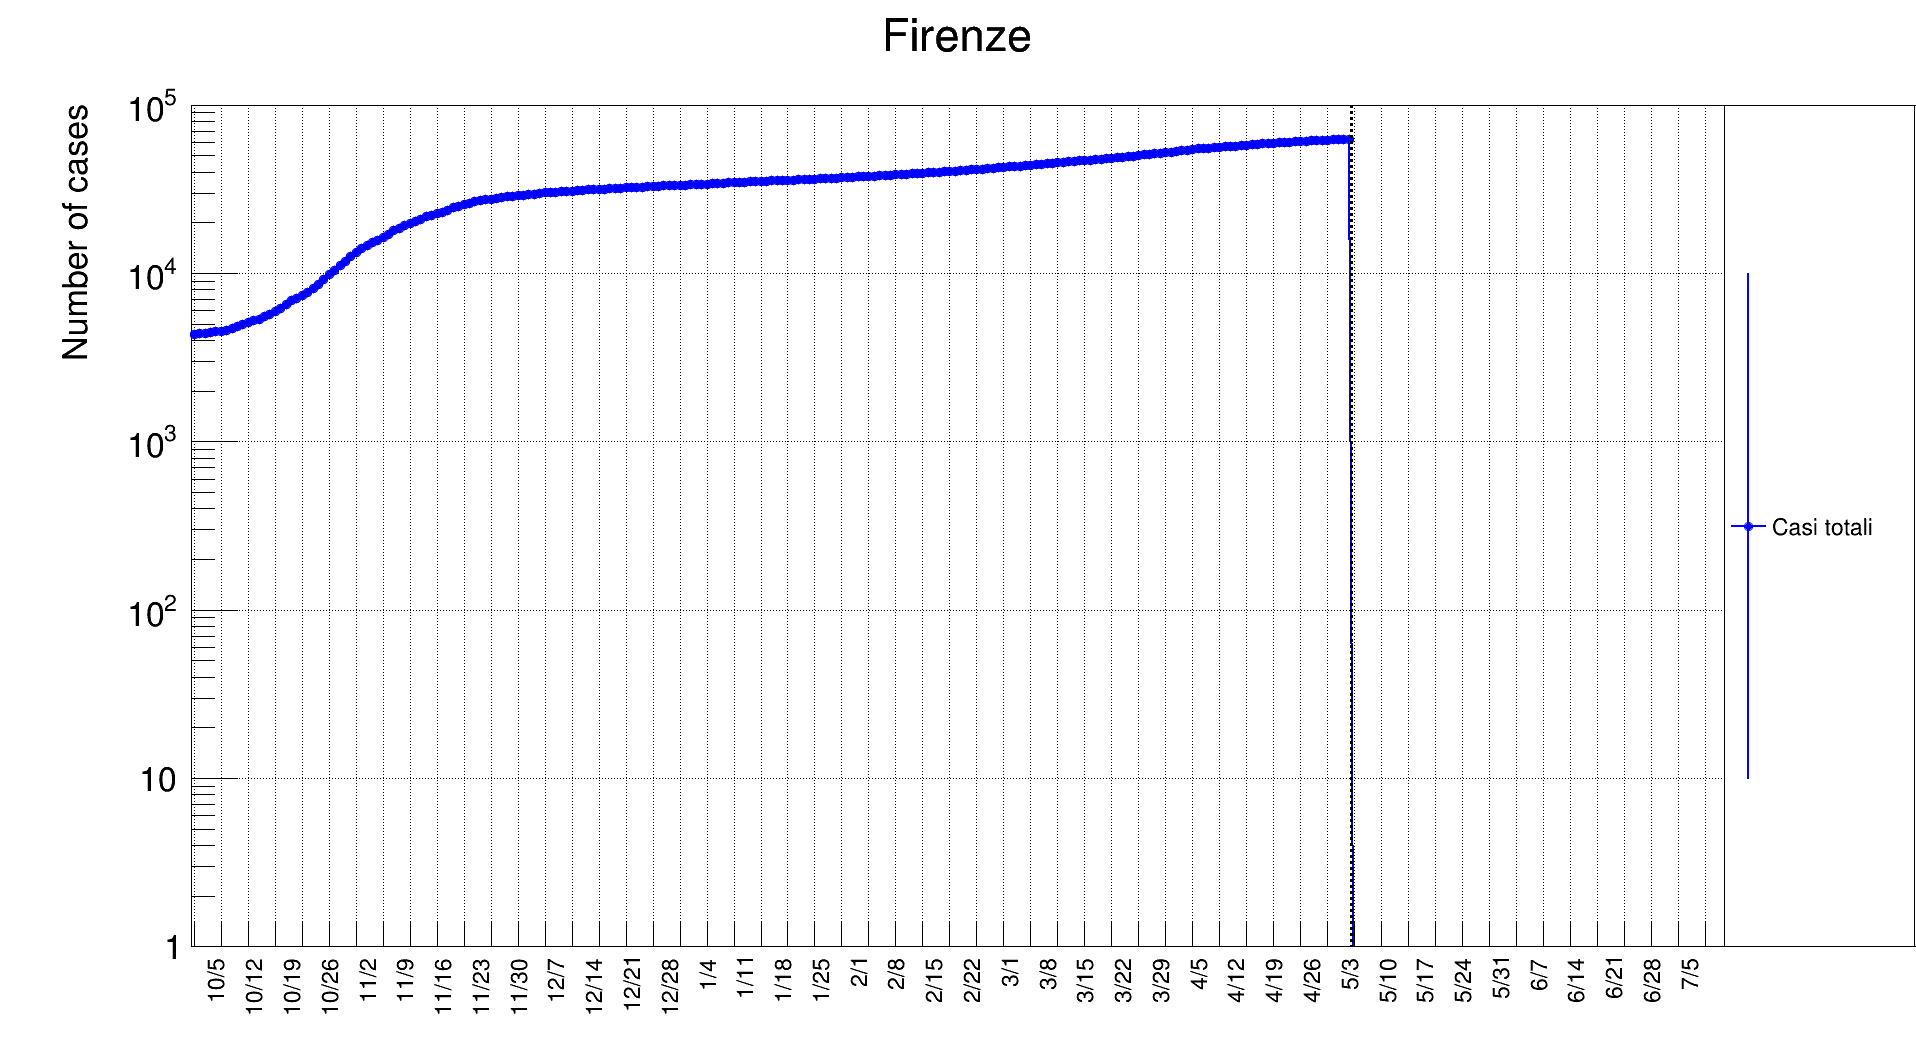 Firenze
Number of cases
10^5
10^4
10^3
10^2
10
1
10/5 10/12 10/19 10/26 11/2 11/9 11/16 11/23 11/30 12/7 12/14 12/21 12/28 1/4 1/11 1/18 1/25 2/1 2/8 2/15 2/22 3/1 3/8 3/15 3/22 3/29 4/5 4/12 4/19 4/26 5/3 5/10 5/17 5/24 5/31 6/7 6/14 6/21 6/28 7/5
Casi totali